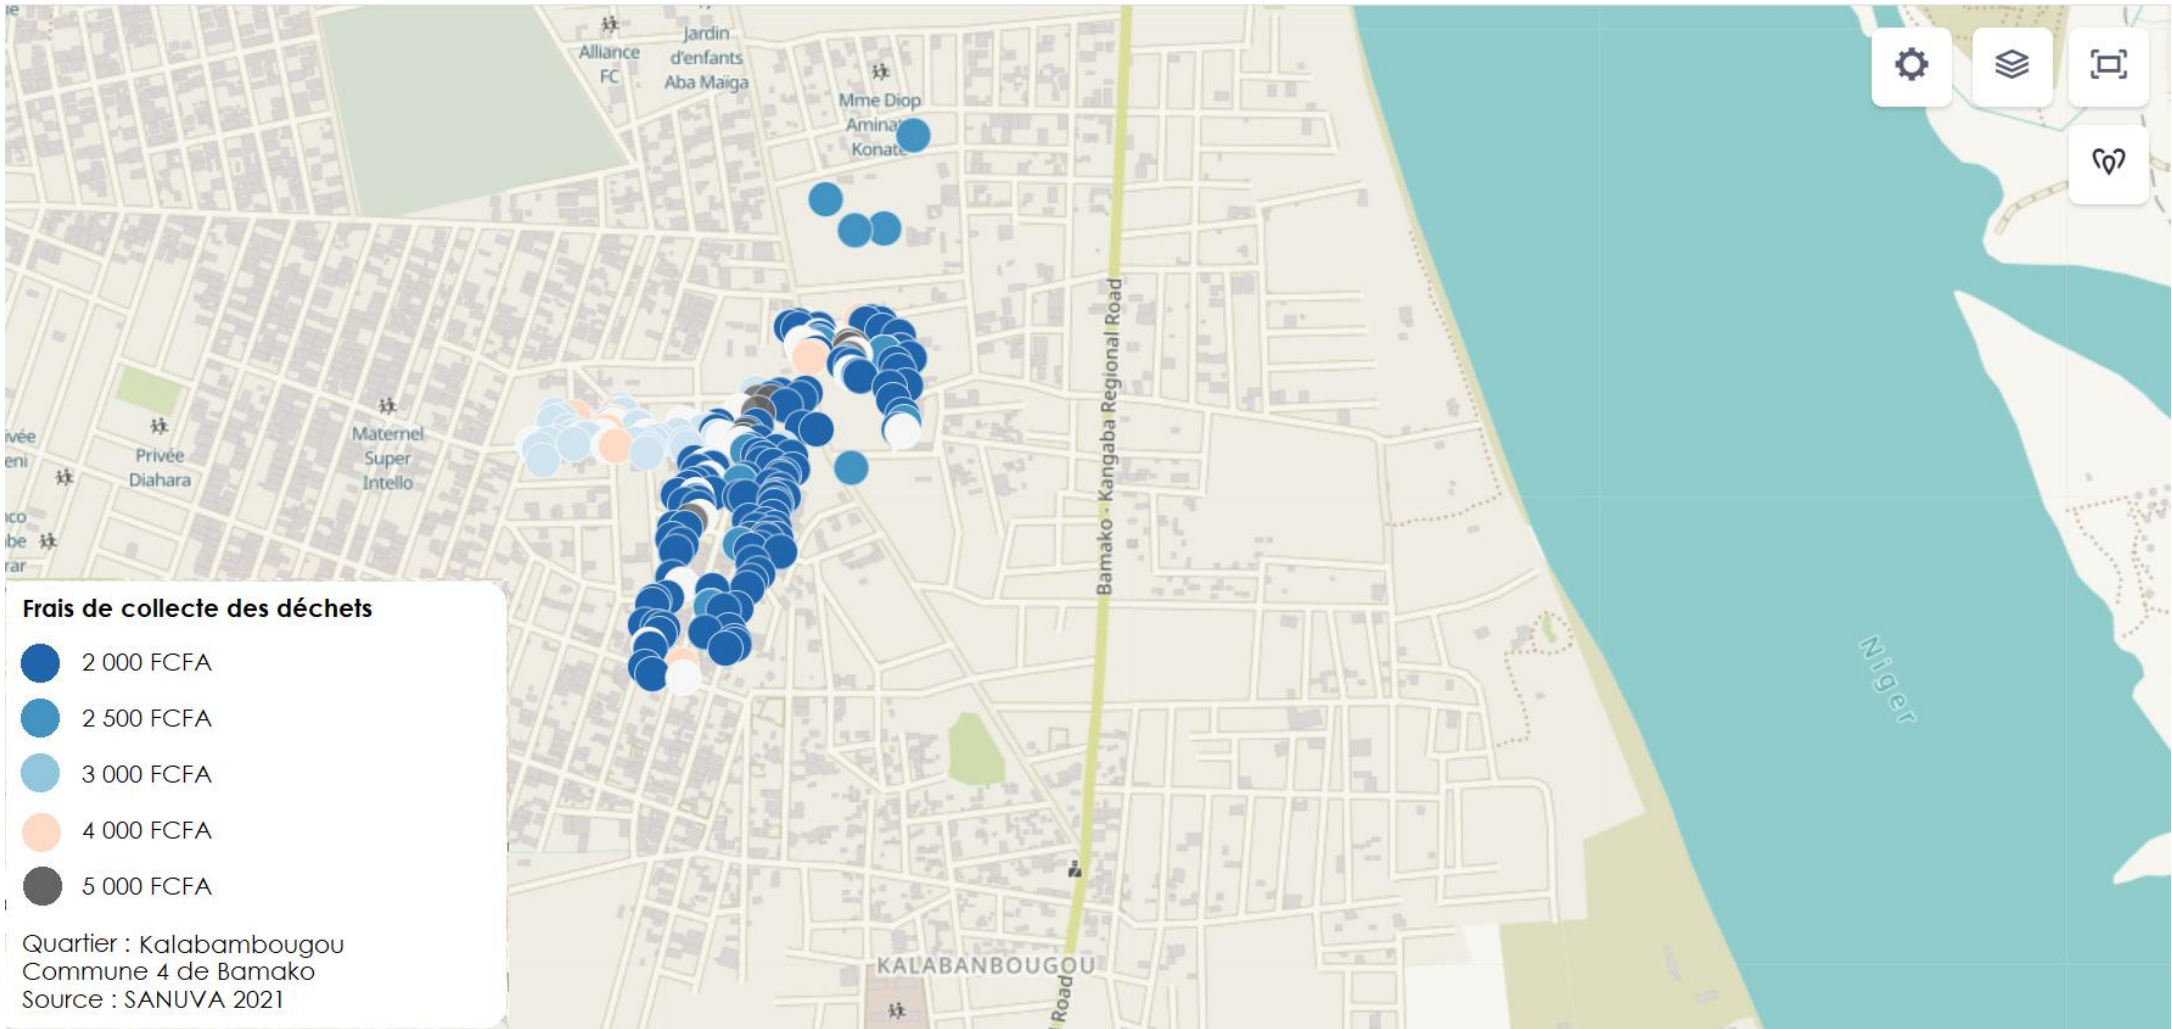 Alliance
FC
Jardin
d'enfants
Aba Maïga
Mme Diop
Konaté
Bamako - Kangaba Regional Road
Maternel
Super
Intello
Privée
Diahara
Niger
KALABANBOUGOU
Road
Frais de collecte des déchets
2 000 FCFA
2 500 FCFA
3 000 FCFA
4 000 FCFA
5 000 FCFA
Quartier : Kalabambougou
Commune 4 de Bamako
Source : SANUVA 2021